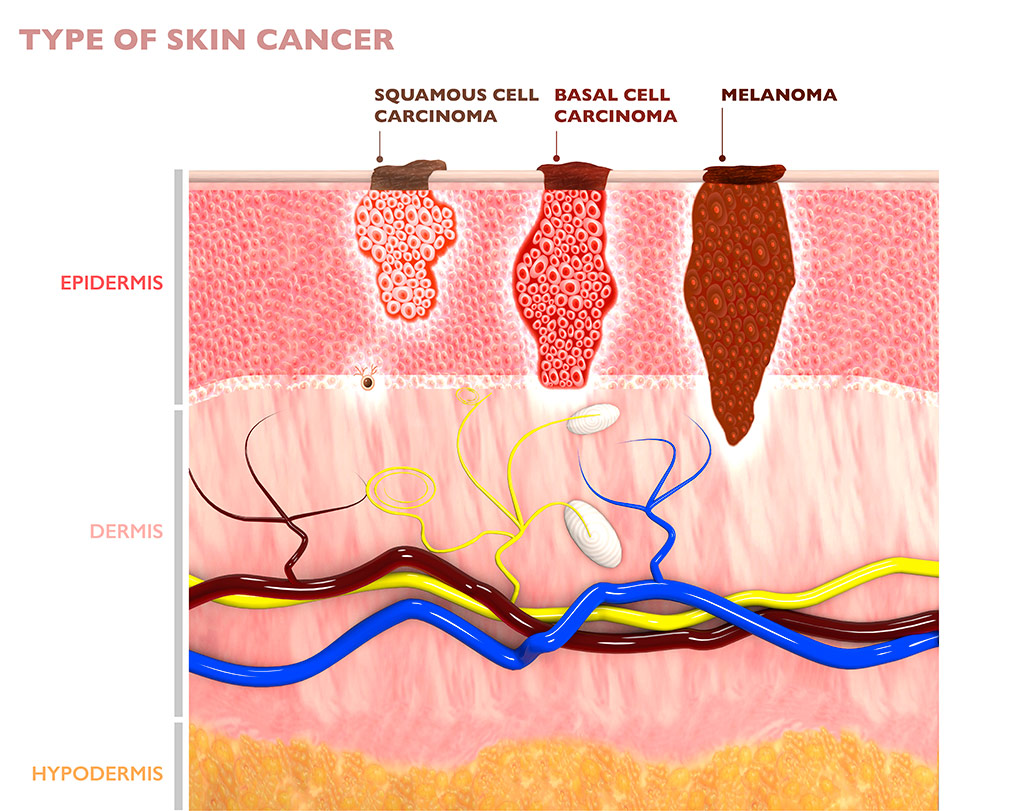 TYPE OF SKIN CANCER
SQUAMOUS CELL
CARCINOMA
BASAL CELL
CARCINOMA
MELANOMA
EPIDERMIS
DERMIS
HYPODERMIS